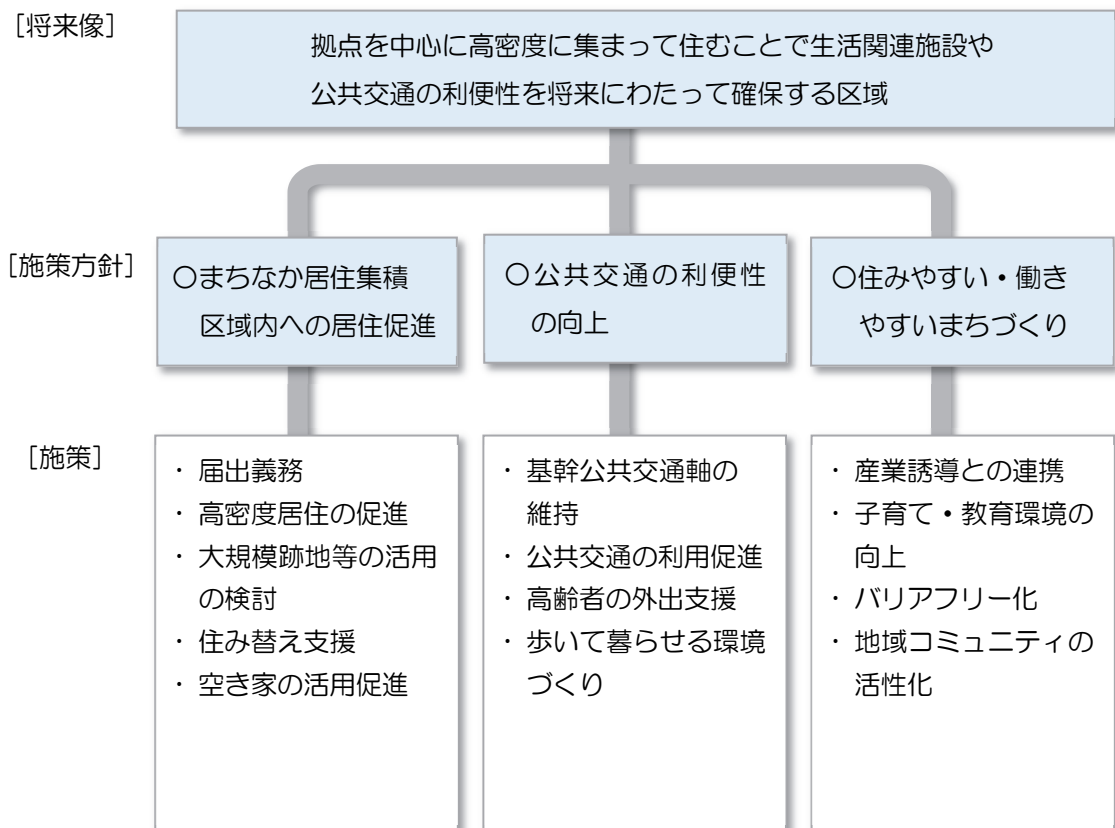 [将来像]
拠点を中心に高密度に集まって住むことで生活関連施設や
公共交通の利便性を将来にわたって確保する区域
[施策方針]
○まちなか居住集積
区域内への居住促進
○公共交通の利便性
の向上
○住みやすい・働き
やすいまちづくり
[施策]
・ 届出義務
・ 高密度居住の促進
・ 大規模跡地等の活用
の検討
・ 住み替え支援
・ 空き家の活用促進
・ 基幹公共交通軸の
維持
・ 公共交通の利用促進
・ 高齢者の外出支援
・ 歩いて暮らせる環境
づくり
・ 産業誘導との連携
・ 子育て・教育環境の
向上
・ バリアフリー化
・ 地域コミュニティの
活性化